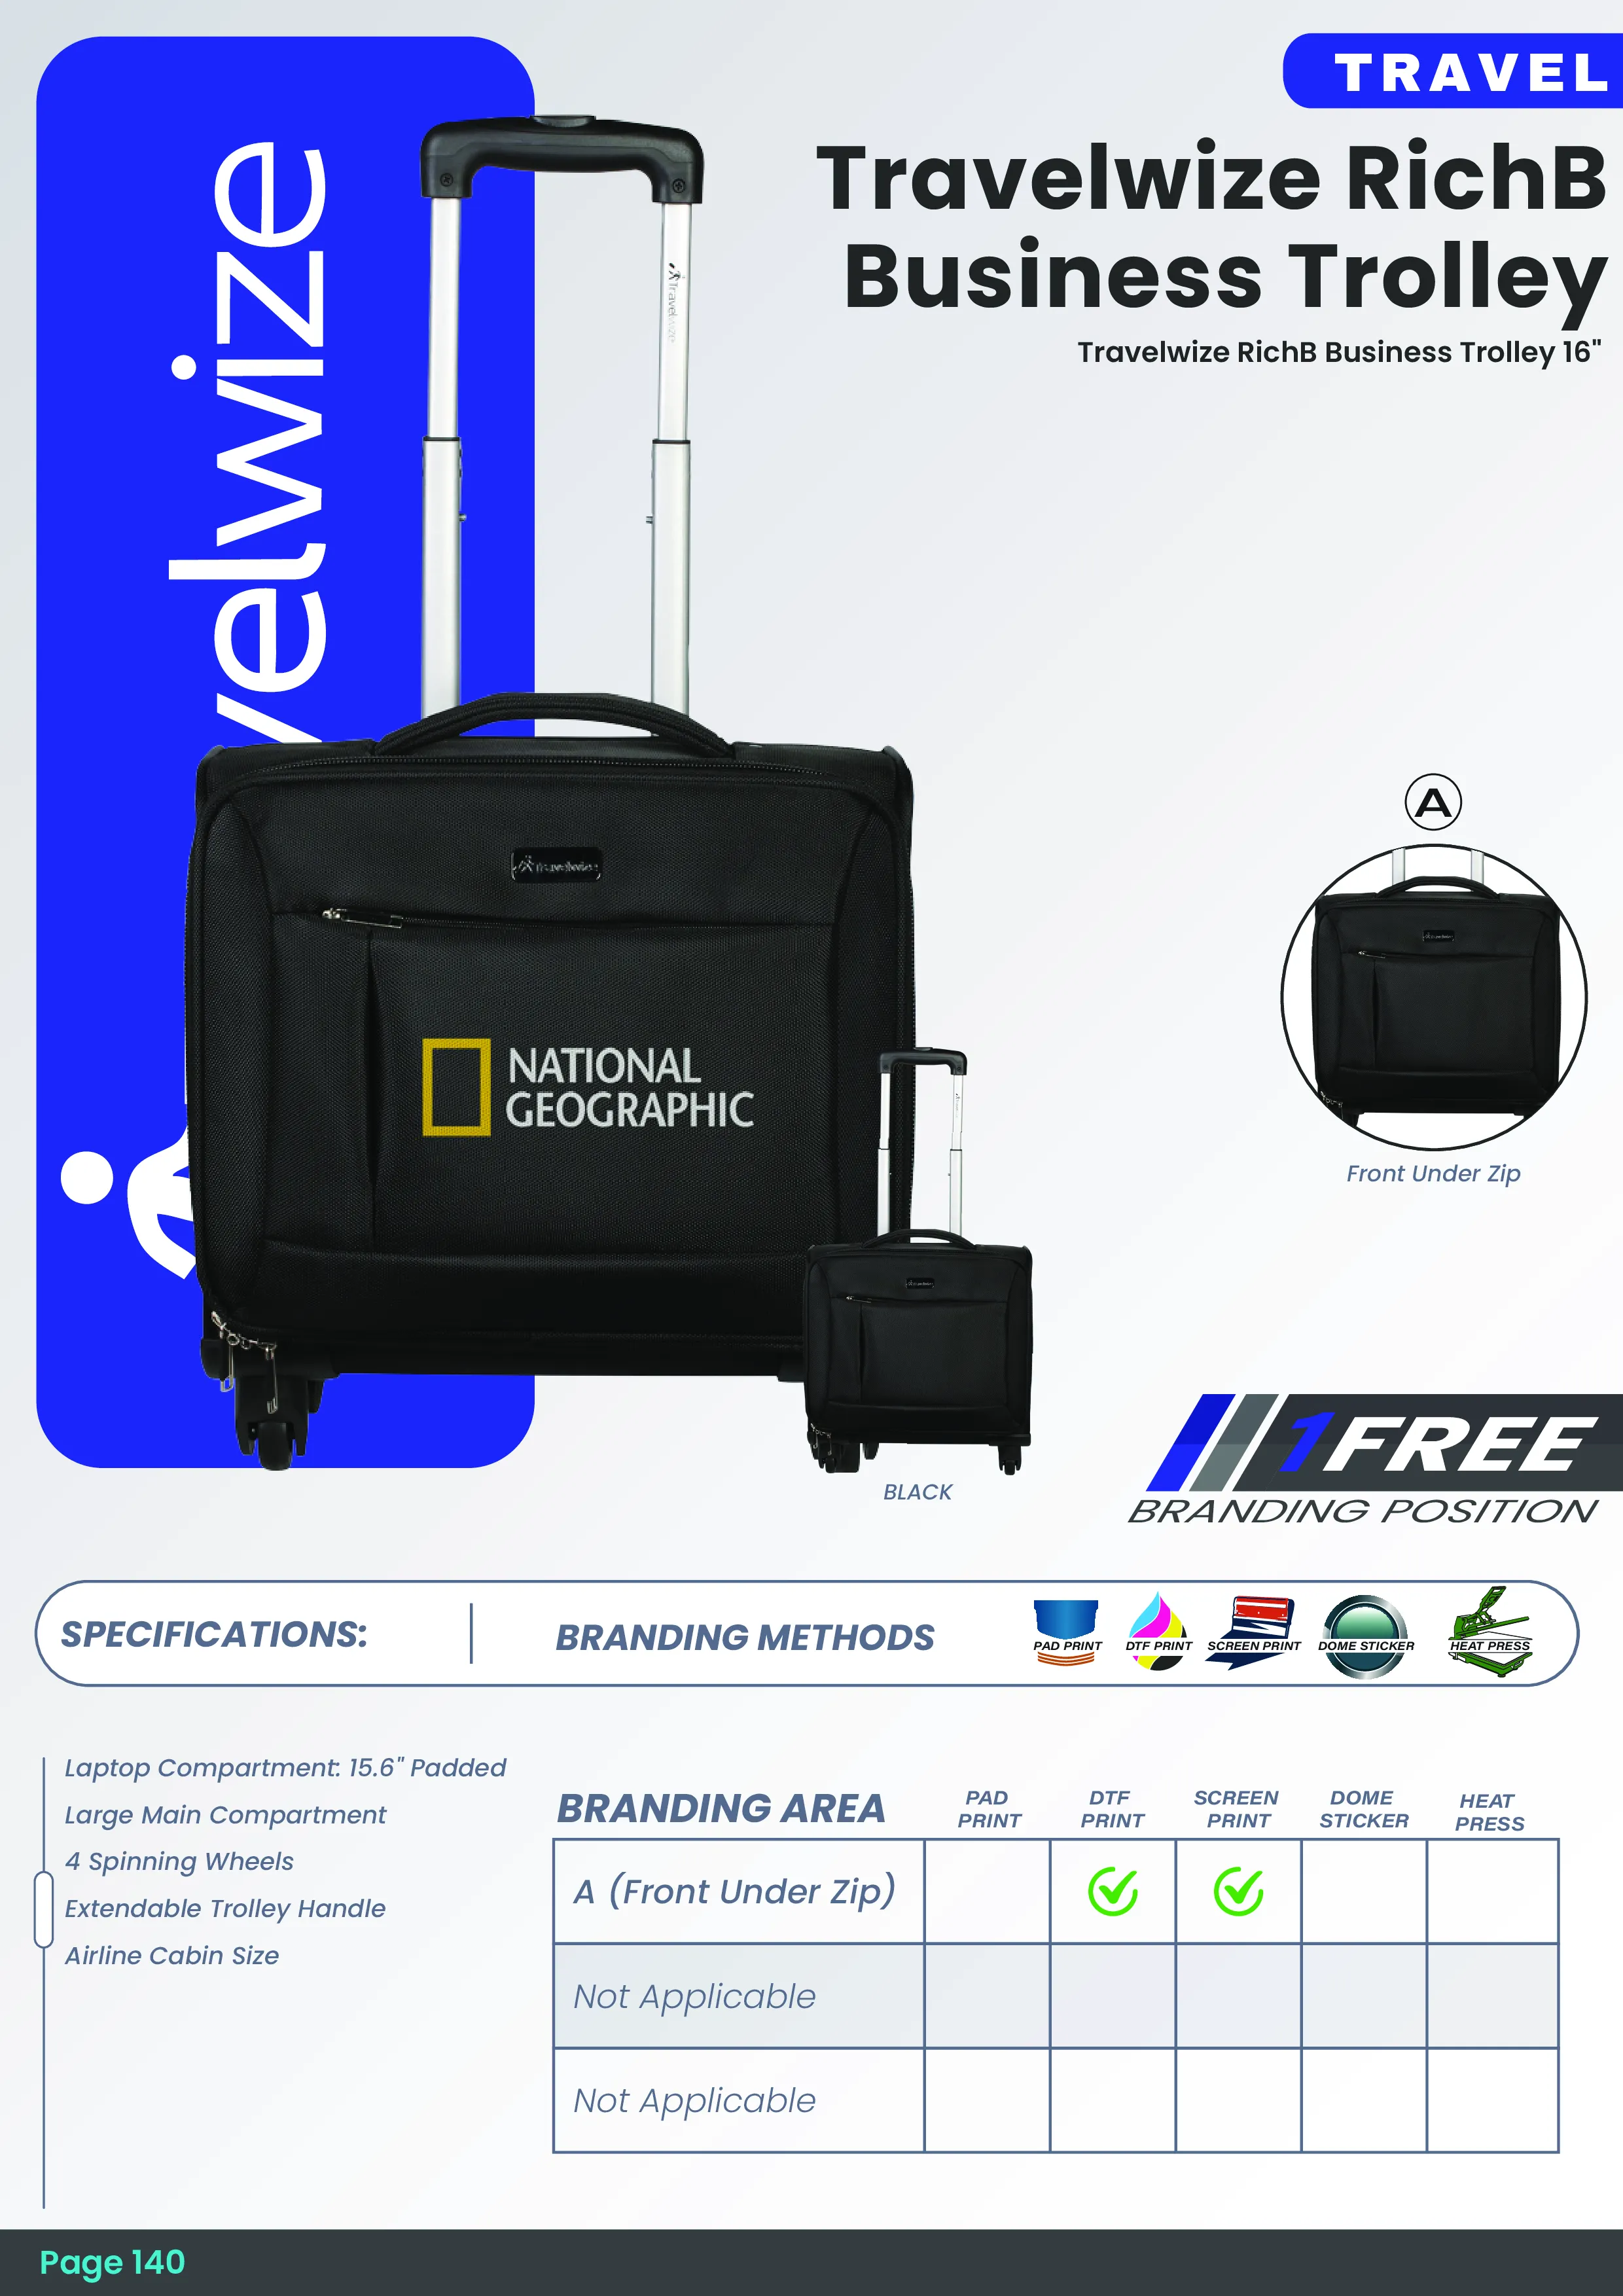 TRAVEL
Travelwize RichB
Business Trolley
Travelwize RichB Business Trolley 16"
velwize
Travelwize
Travelwize
NATIONAL
GEOGRAPHIC
A
Front Under Zip
BLACK
1FREE
BRANDING POSITION
SPECIFICATIONS:
BRANDING METHODS
PAD PRINT
DTF PRINT
SCREEN PRINT
DOME STICKER
HEAT PRESS
Laptop Compartment: 15.6" Padded
Large Main Compartment
4 Spinning Wheels
Extendable Trolley Handle
Airline Cabin Size
BRANDING AREA
PAD PRINT
DTF PRINT
SCREEN PRINT
DOME STICKER
HEAT PRESS
A (Front Under Zip)
Not Applicable
Not Applicable
Page 140